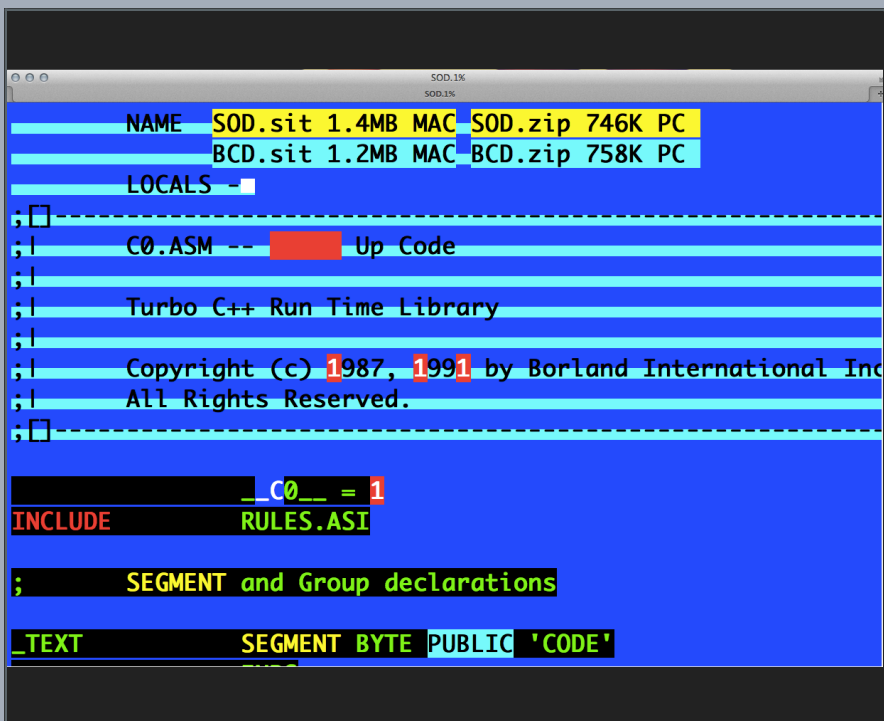 SOD.1%
SOD.1%
NAME SOD.sit 1.4MB MAC SOD.zip 746K PC
BCD.sit 1.2MB MAC BCD.zip 758K PC
LOCALS -
;[]------------------------------------------------------------
;| C0.ASM -- Up Code
;|
;| Turbo C++ Run Time Library
;|
;| Copyright (c) 1987, 1991 by Borland International Inc
;| All Rights Reserved.
;[]------------------------------------------------------------
__C0__ = 1
INCLUDE RULES.ASI
; SEGMENT and Group declarations
_TEXT SEGMENT BYTE PUBLIC 'CODE'